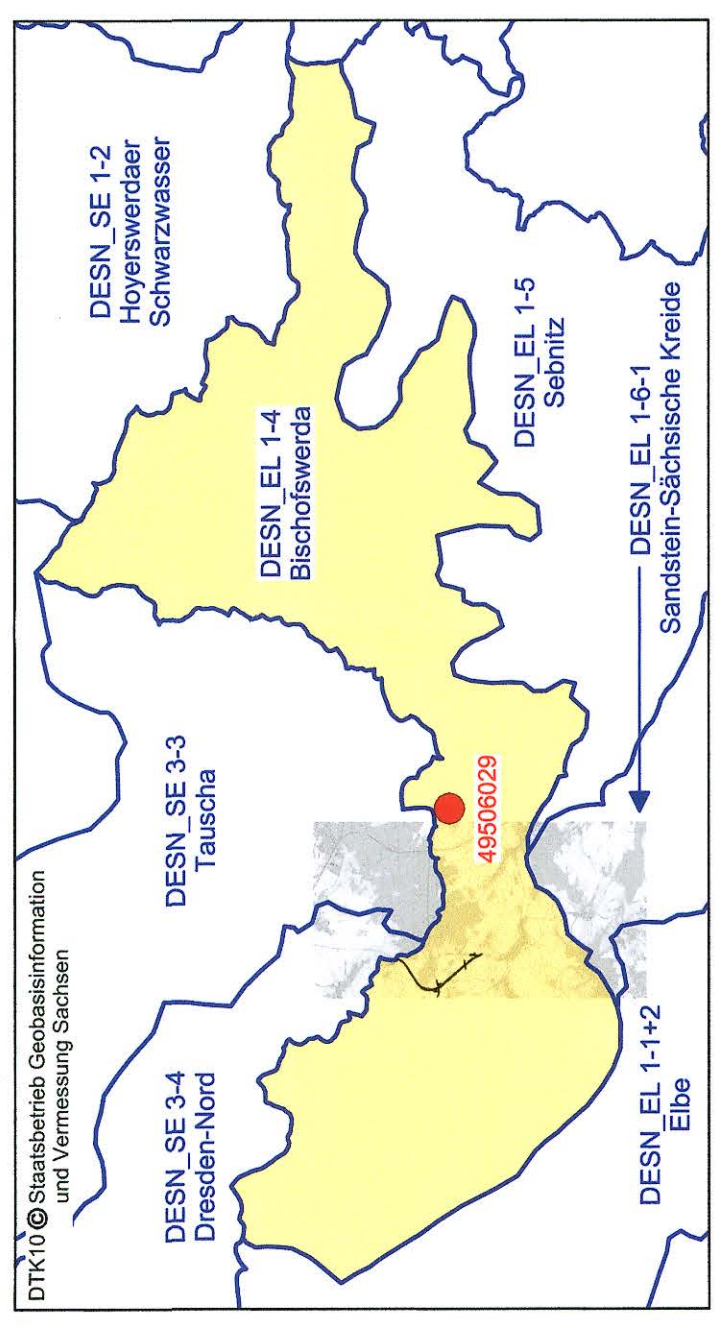 DTK10 © Staatsbetrieb Geobasisinformation
und Vermessung Sachsen
DESN_SE 3-4
Dresden-Nord
DESN_SE 3-3
Tauscha
DESN_SE 1-2
Hoyerswerdaer
Schwarzwasser
DESN_EL 1-4
Bischofswerda
49506029
DESN_EL 1-5
Sebnitz
DESN_EL 1-6-1
Sandstein-Sächsische Kreide
DESN_EL 1-1+2
Elbe